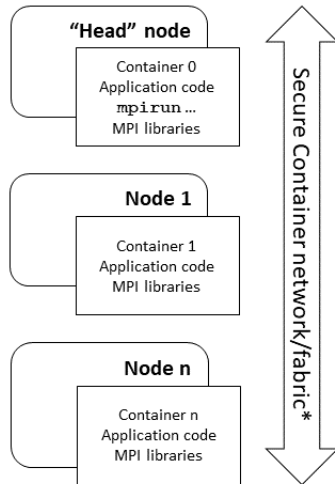 “Head” node
Container 0
Application code
mpirun …
MPI libraries
Node 1
Container 1
Application code
MPI libraries
Node n
Container n
Application code
MPI libraries
Secure Container network/fabric*